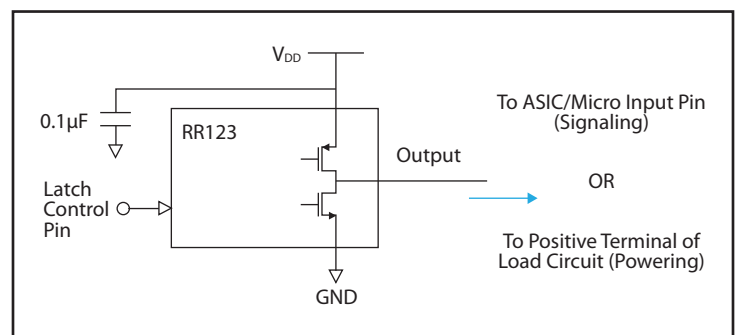 V_DD
0.1µF
RR123
Output
Latch
Control
Pin
GND
To ASIC/Micro Input Pin
(Signaling)
OR
To Positive Terminal of
Load Circuit (Powering)